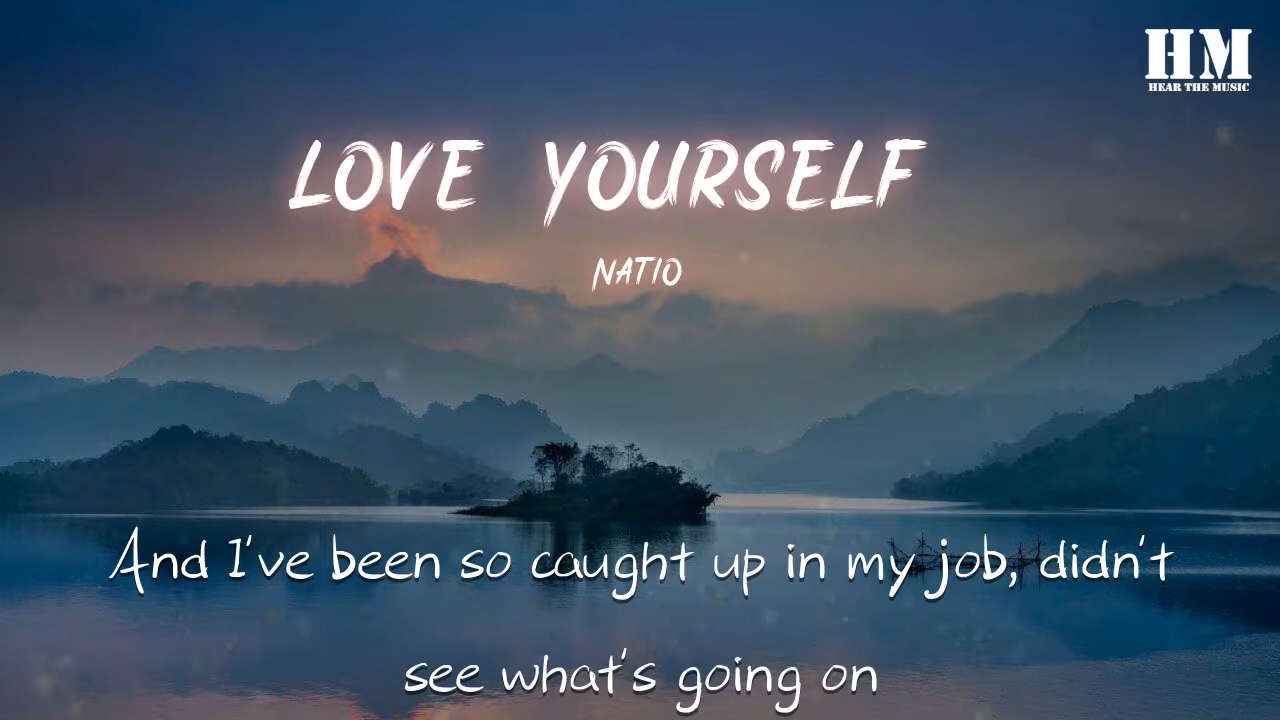 HM
HEAR THE MUSIC
LOVE YOURSELF
NATIO
And I've been so caught up in my job, didn't
see what's going on